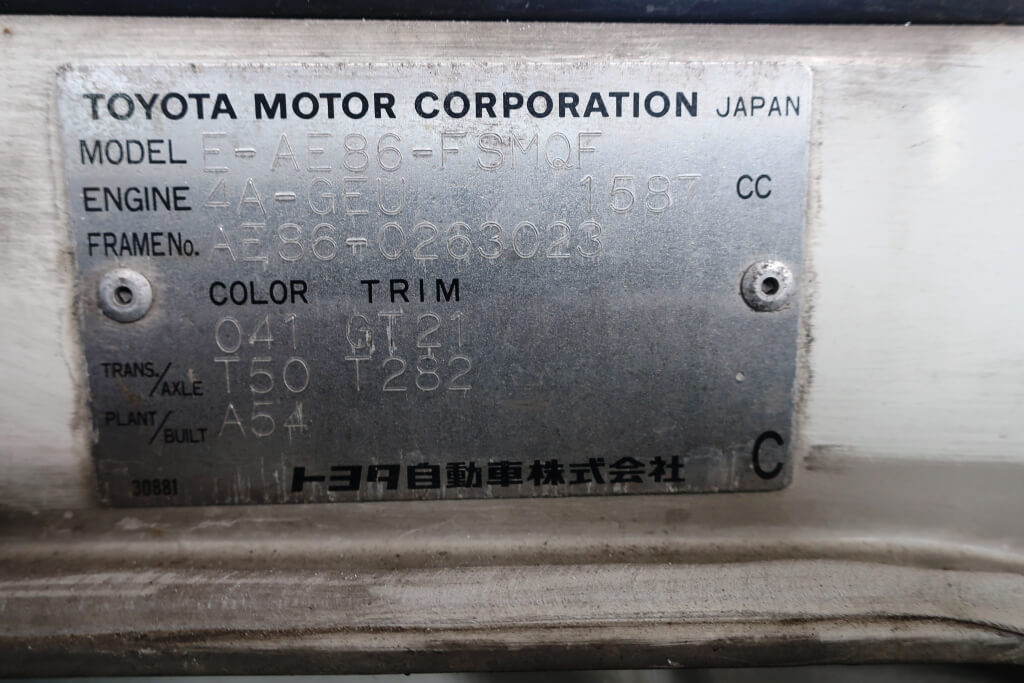 TOYOTA MOTOR CORPORATION JAPAN
MODEL E-AE86-FSMQF
ENGINE 4A-GEU 1587 CC
FRAME No. AE86-0263023
COLOR TRIM
041 GT21
TRANS./AXLE T50 T282
PLANT/BUILT A54
30881 トヨタ自動車株式会社 C